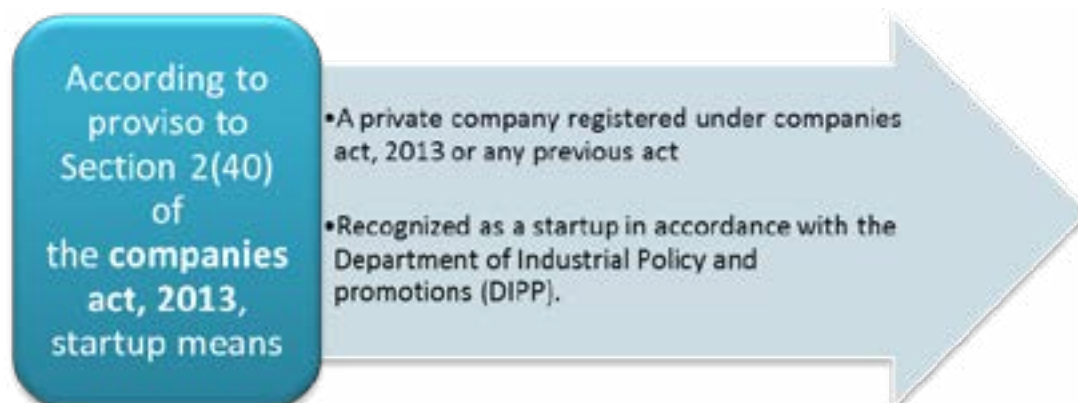 According to
proviso to
Section 2(40)
of
the companies
act, 2013,
startup means
•A private company registered under companies
act, 2013 or any previous act
•Recognized as a startup in accordance with the
Department of Industrial Policy and
promotions (DIPP).